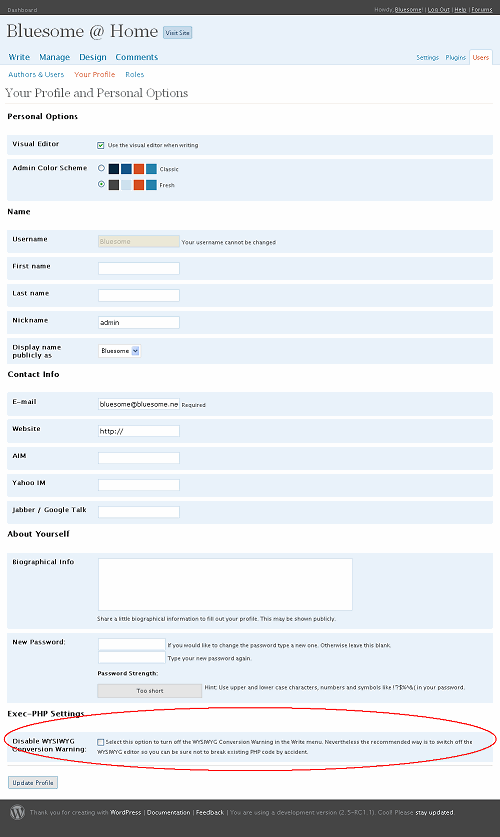 Dashboard
Howdy, Bluesome! | Log Out | Help | Forums
Bluesome @ Home Visit Site
Write Manage Design Comments
Settings Plugins Users
Authors & Users Your Profile Roles
Your Profile and Personal Options
Personal Options
Visual Editor Use the visual editor when writing
Admin Color Scheme Classic
Fresh
Name
Username Bluesome Your username cannot be changed
First name
Last name
Nickname admin
Display name
publicly as Bluesome
Contact Info
E-mail bluesome@bluesome.ne Required
Website http://
AIM
Yahoo IM
Jabber / Google Talk
About Yourself
Biographical Info
Share a little biographical information to fill out your profile. This may be shown publicly.
New Password: If you would like to change the password type a new one. Otherwise leave this blank.
Type your new password again.
Password Strength:
Too short Hint: Use upper and lower case characters, numbers and symbols like !"?$%^&( in your password.
Exec-PHP Settings
Disable WYSIWYG Select this option to turn off the WYSIWYG Conversion Warning in the Write menu. Nevertheless the recommended way is to switch off the
Conversion Warning: WYSIWYG editor so you can be sure not to break existing PHP code by accident.
Update Profile
Thank you for creating with WordPress | Documentation | Feedback | You are using a development version (2.5-RC1.1). Cool! Please stay updated.